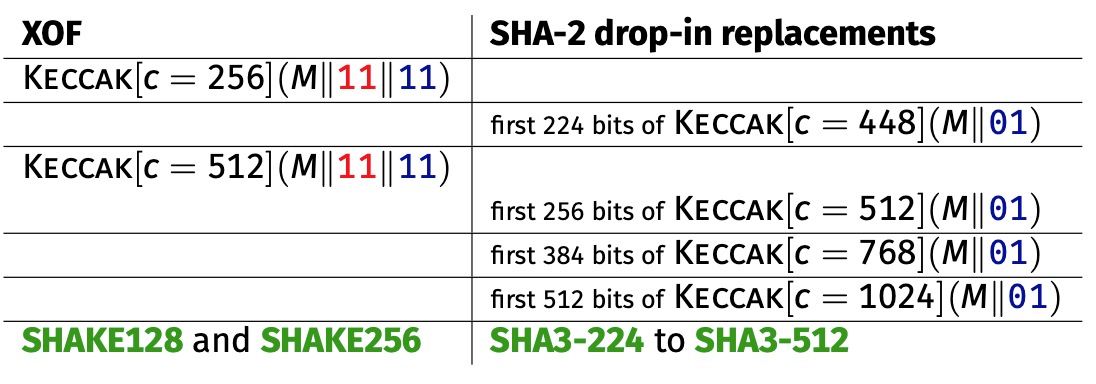 XOF SHA-2 drop-in replacements
KECCAK[c = 256](M‖11‖11)
first 224 bits of KECCAK[c = 448](M‖01)
KECCAK[c = 512](M‖11‖11)
first 256 bits of KECCAK[c = 512](M‖01)
first 384 bits of KECCAK[c = 768](M‖01)
first 512 bits of KECCAK[c = 1024](M‖01)
SHAKE128 and SHAKE256 SHA3-224 to SHA3-512